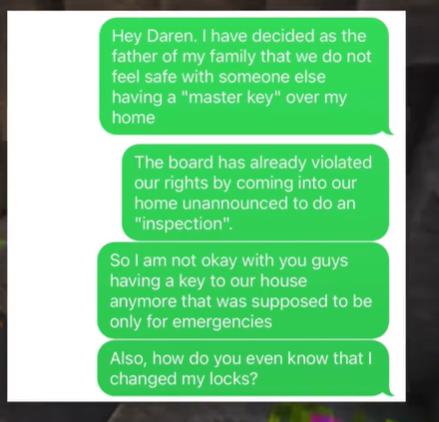 Hey Daren. I have decided as the
father of my family that we do not
feel safe with someone else
having a "master key" over my
home
The board has already violated
our rights by coming into our
home unannounced to do an
"inspection".
So I am not okay with you guys
having a key to our house
anymore that was supposed to be
only for emergencies
Also, how do you even know that I
changed my locks?